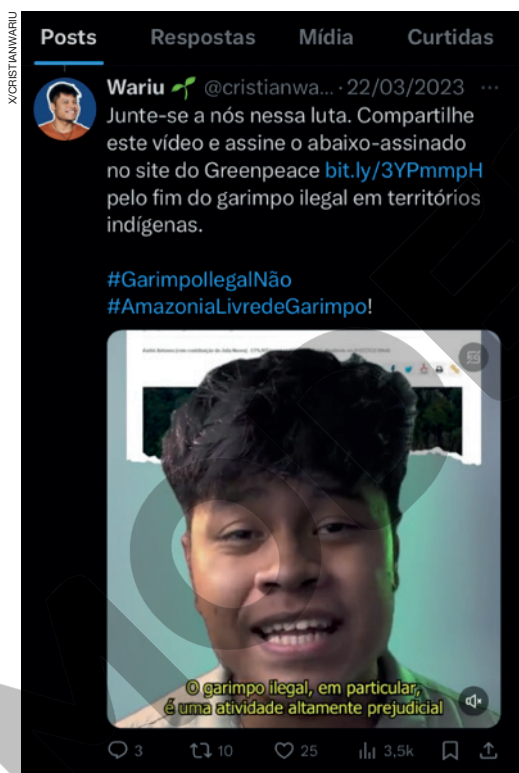 X/CRISTIANWARIU
Posts Respostas Mídia Curtidas
Wariu @cristianwa... · 22/03/2023 ···
Junte-se a nós nessa luta. Compartilhe
este vídeo e assine o abaixo-assinado
no site do Greenpeace bit.ly/3YPmmpH
pelo fim do garimpo ilegal em territórios
indígenas.
#GarimpoIlegalNão
#AmazoniaLivredeGarimpo!
O garimpo ilegal, em particular,
é uma atividade altamente prejudicial
3 10 25 3,5k